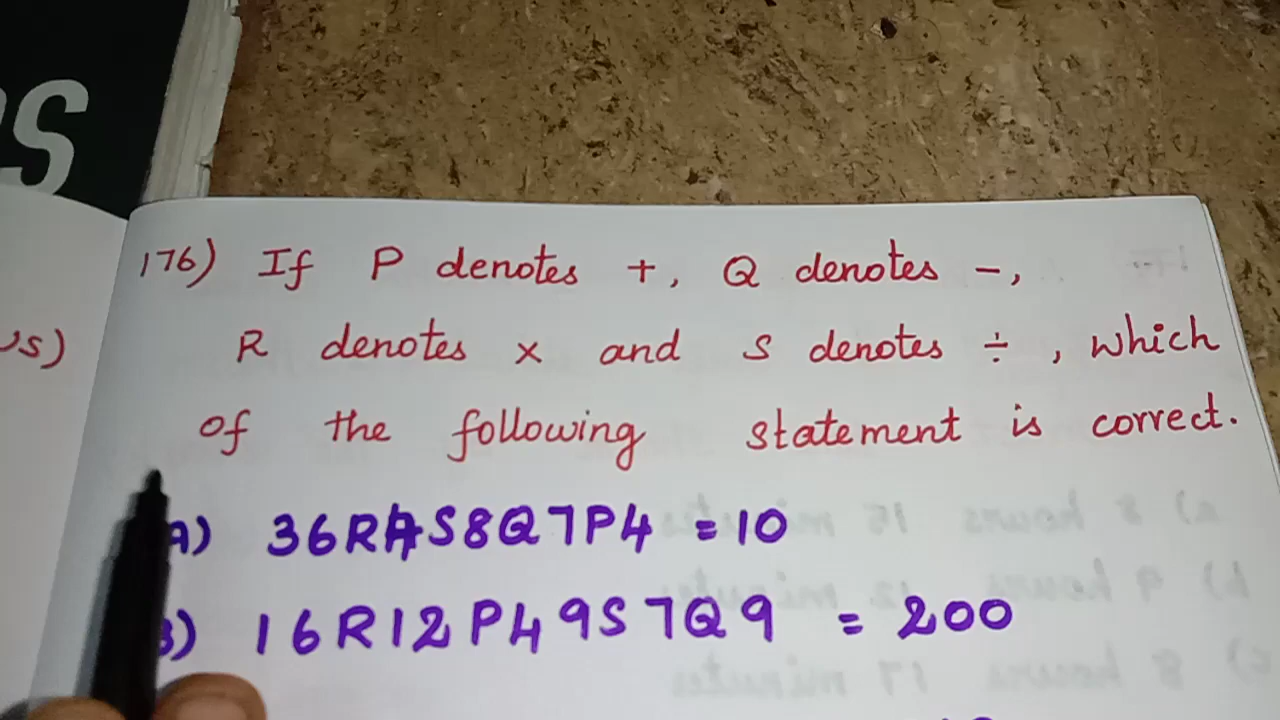 176) If P denotes +, Q denotes -,
R denotes × and S denotes ÷, which
of the following statement is correct.
A) 36R4S8Q7P4 = 10
B) 16R12P49S7Q9 = 200